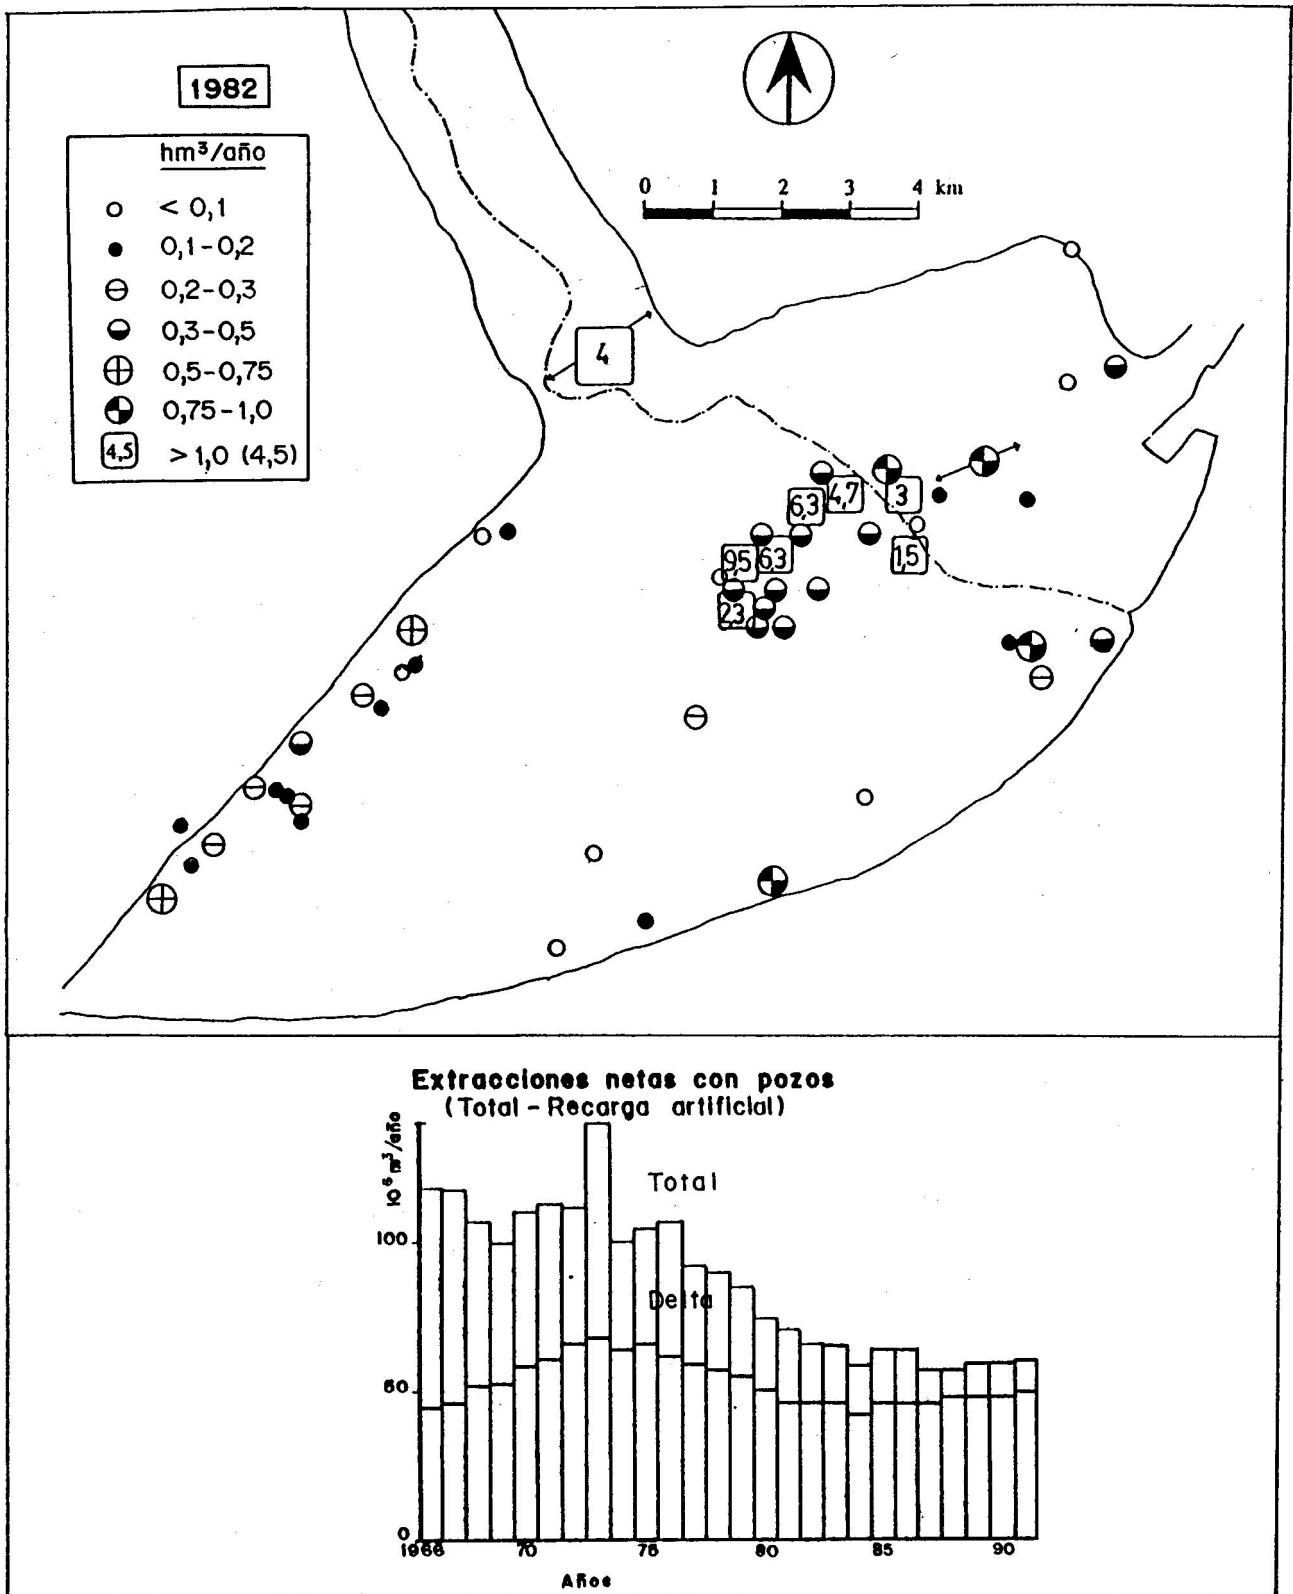 1982
hm³/año
< 0,1
0,1-0,2
0,2-0,3
0,3-0,5
0,5-0,75
0,75-1,0
4,5 > 1,0 (4,5)
0 1 2 3 4 km
4
6,3 4,7 3
9,5 6,3 1,5
2,3
Extracciones netas con pozos
(Total - Recarga artificial)
10⁶ m³/año
Total
100
Delta
50
0
1966 70 75 80 85 90
Años